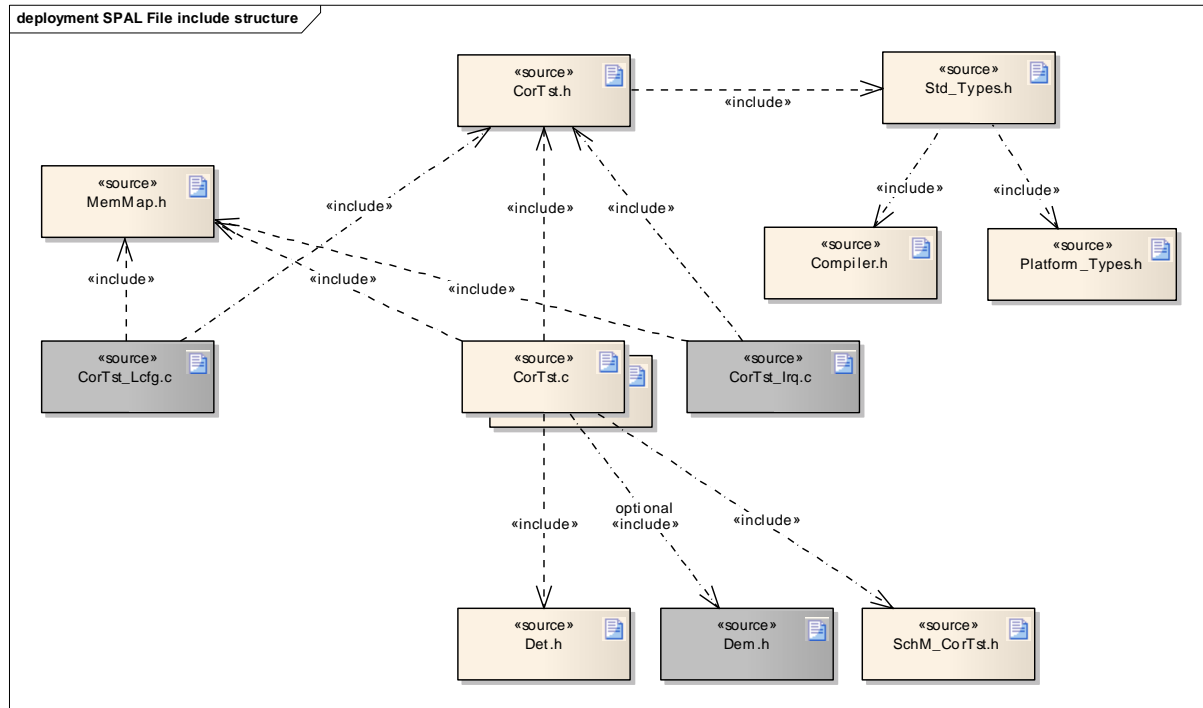 deployment SPAL File include structure
«source»
CorTst.h
«include»
«source»
Std_Types.h
«source»
MemMap.h
«include»
«include»
«include»
«include»
«include»
«source»
Compiler.h
«source»
Platform_Types.h
«include»
«include»
«include»
«source»
CorTst_Lcfg.c
«source»
CorTst.c
«source»
CorTst_Irq.c
«include»
optional
«include»
«include»
«source»
Det.h
«source»
Dem.h
«source»
SchM_CorTst.h